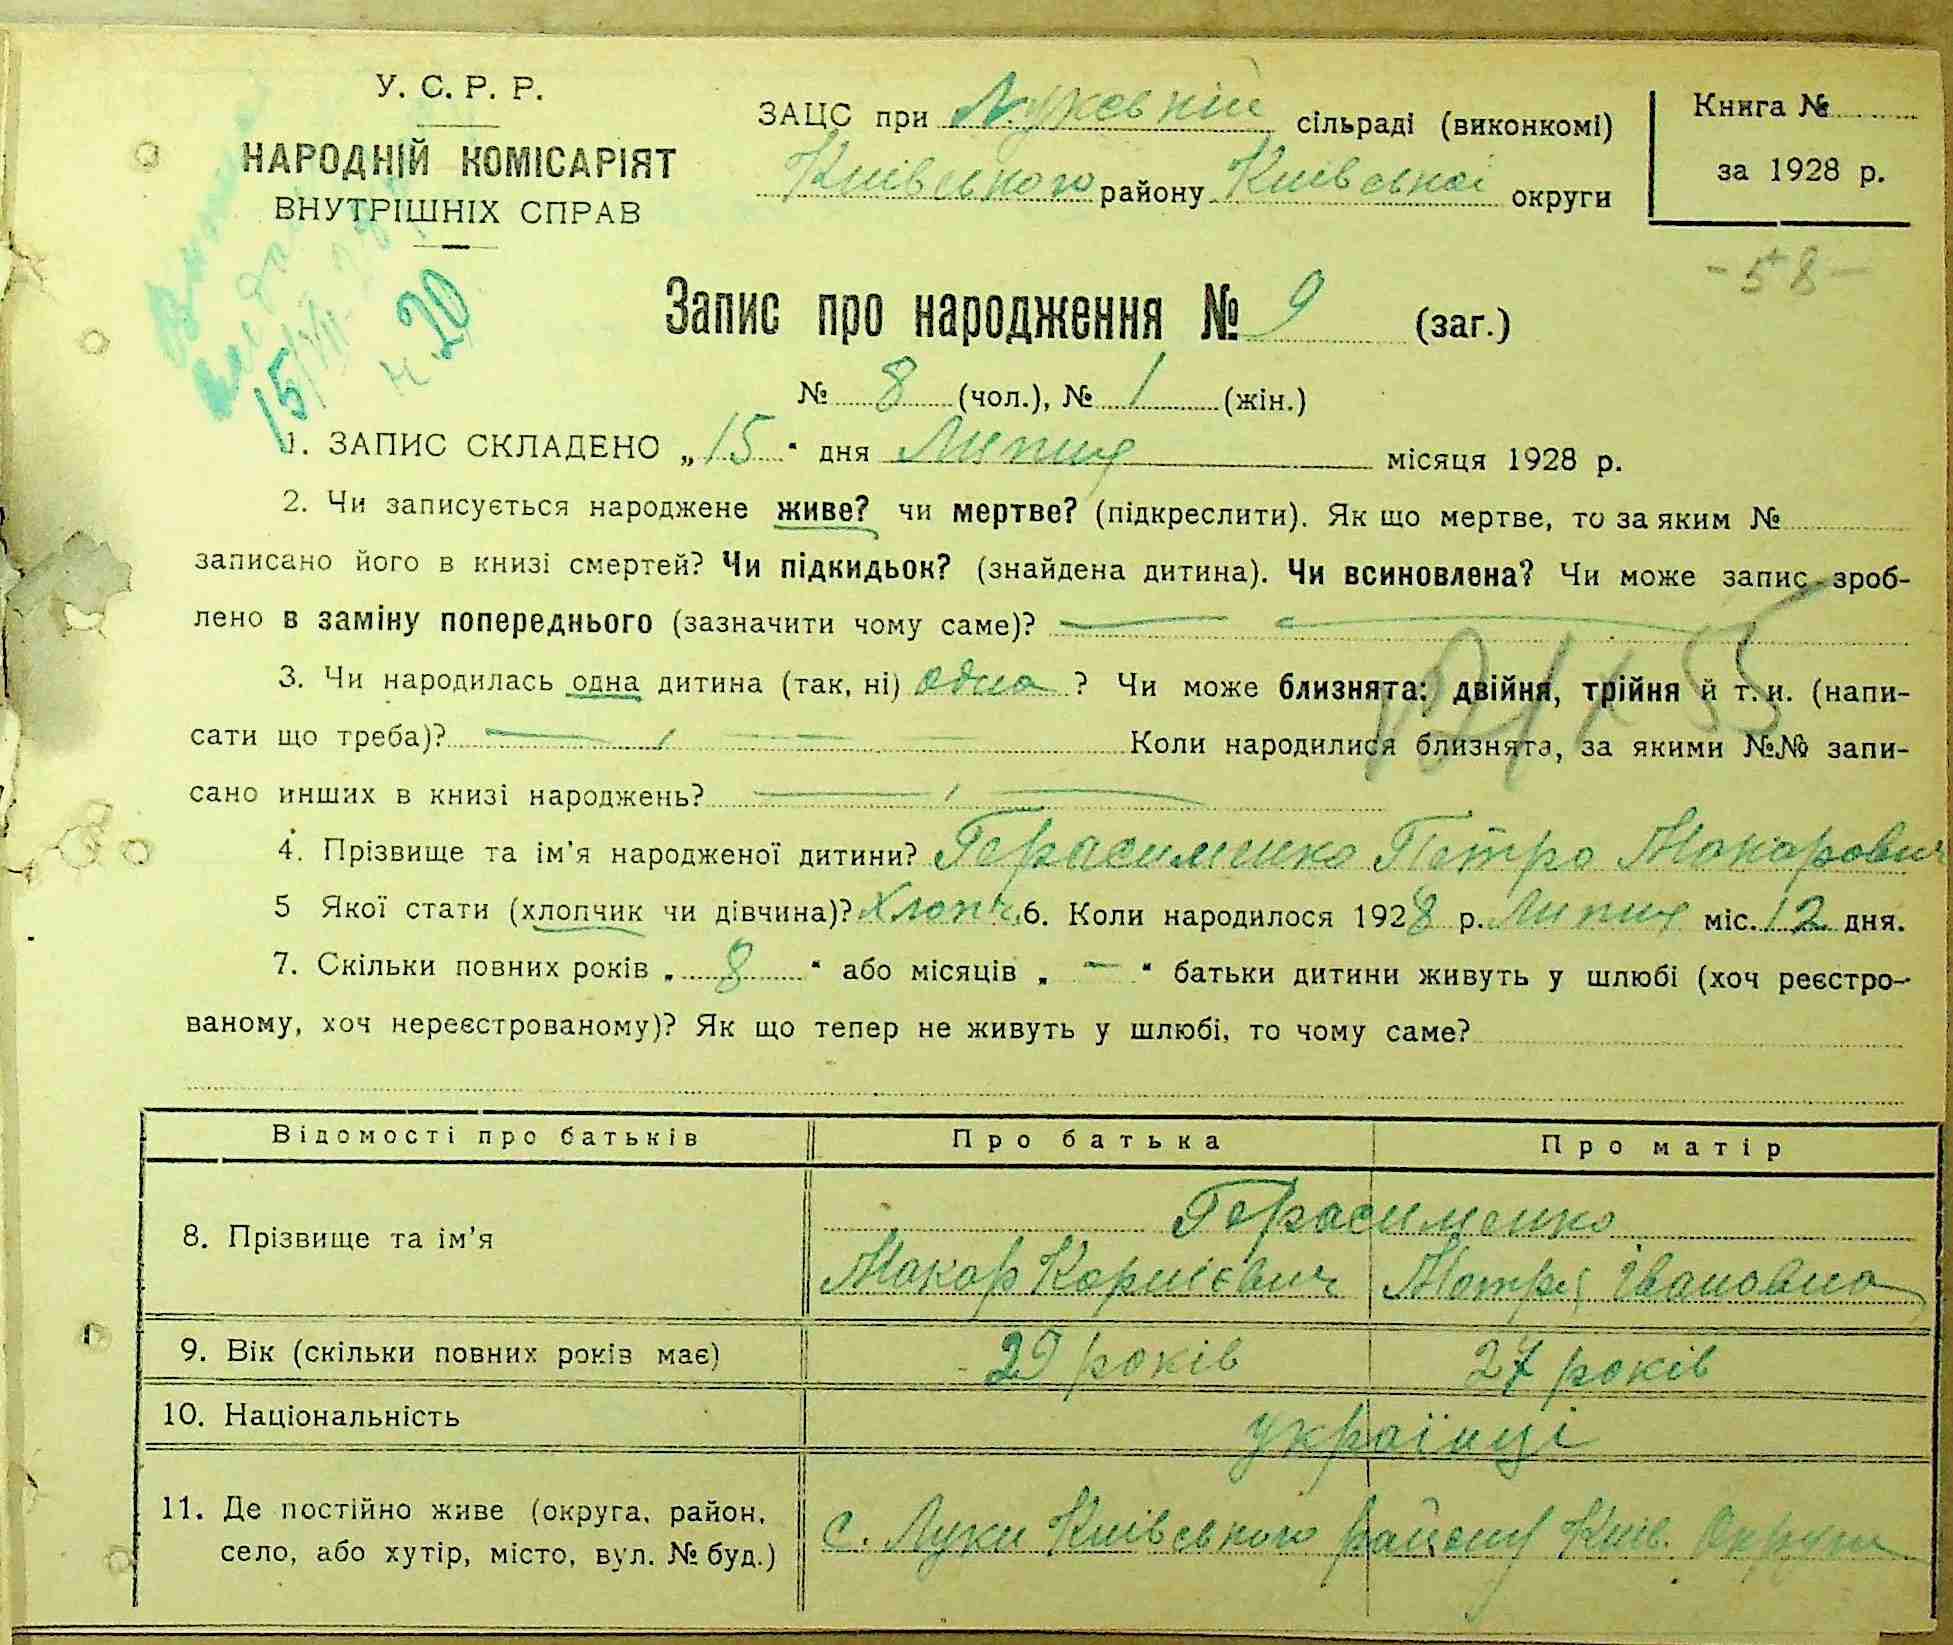 У. С. Р. Р.
НАРОДНІЙ КОМІСАРІЯТ
ВНУТРІШНІХ СПРАВ
ЗАЦС при Лукєвній сільраді (виконкомі)
Київського району Київської округи
Книга №
за 1928 р.
-58-
15/VII-28
н 20
Запис про народження № 9 (заг.)
№ 8 (чол.), № 1 (жін.)
1. ЗАПИС СКЛАДЕНО „15“ дня Липня місяця 1928 р.
2. Чи записується народжене живе? чи мертве? (підкреслити). Як що мертве, то за яким №
записано його в книзі смертей? Чи підкидьок? (знайдена дитина). Чи всиновлена? Чи може запис зроб-
лено в заміну попереднього (зазначити чому саме)? —
3. Чи народилась одна дитина (так, ні) одна ? Чи може близнята: двійня, трійня й т. и. (напи-
сати що треба)? — Коли народилися близнята, за якими №№ запи-
сано инших в книзі народжень? —
4. Прізвище та ім'я народженої дитини? Герасименко Петро Макарович
5 Якої стати (хлопчик чи дівчина)? Хлопч. 6. Коли народилося 1928 р. Липня міс. 12 дня.
7. Скільки повних років „ 8 “ або місяців „ — “ батьки дитини живуть у шлюбі (хоч реєстро-
ваному, хоч нереєстрованому)? Як що тепер не живуть у шлюбі, то чому саме?
Відомості про батьків Про батька Про матір
8. Прізвище та ім'я Герасименко
Макар Корнієвич Мотря Івановна
9. Вік (скільки повних років має) 29 років 27 років
10. Національність українці
11. Де постійно живе (округа, район,
село, або хутір, місто, вул. № буд.) с. Луки Київського району Київ. Округи